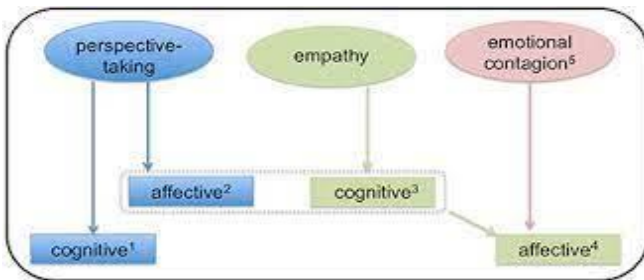 perspective-
taking
empathy
emotional
contagion⁵
affective²
cognitive³
cognitive¹
affective⁴